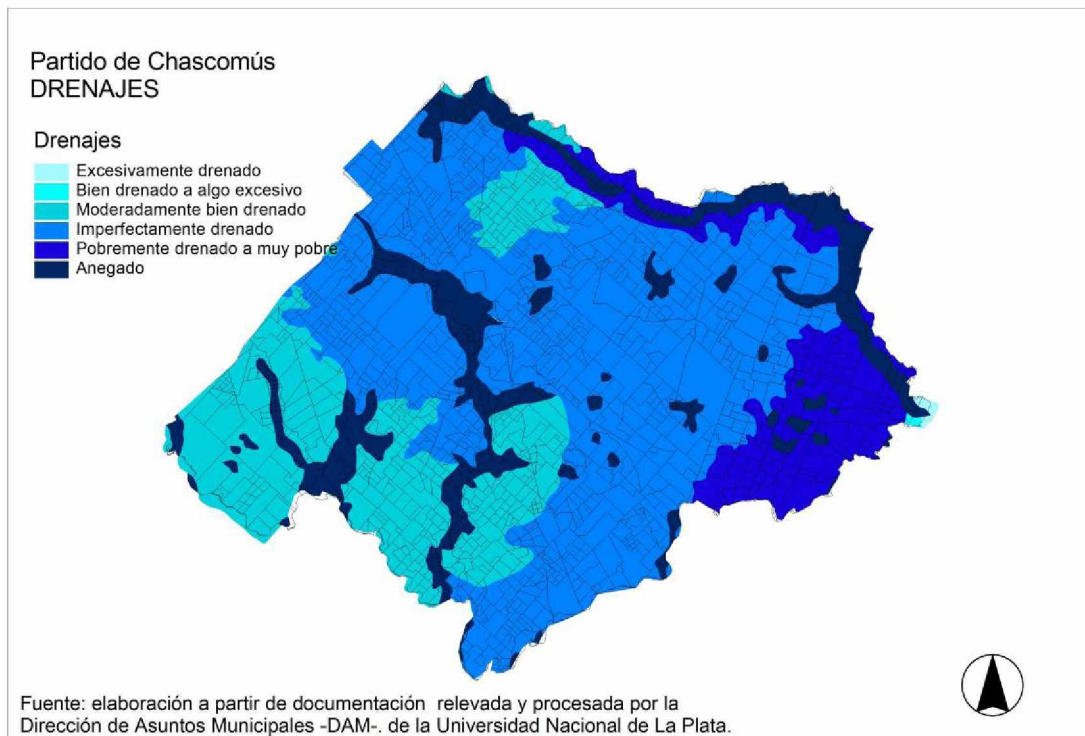 Partido de Chascomús
DRENAJES
Drenajes
Excesivamente drenado
Bien drenado a algo excesivo
Moderadamente bien drenado
Imperfectamente drenado
Pobremente drenado a muy pobre
Anegado
Fuente: elaboración a partir de documentación relevada y procesada por la
Dirección de Asuntos Municipales -DAM-. de la Universidad Nacional de La Plata.